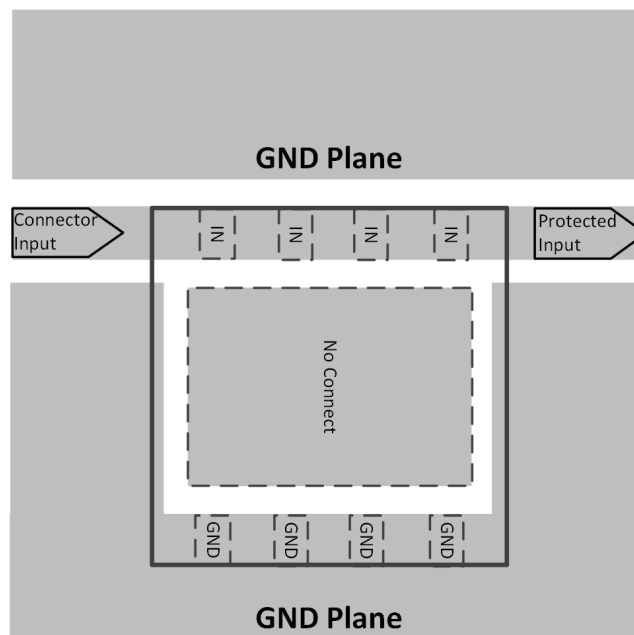 GND Plane
Connector
Input
IN
IN
IN
IN
Protected
Input
No Connect
GND
GND
GND
GND
GND Plane